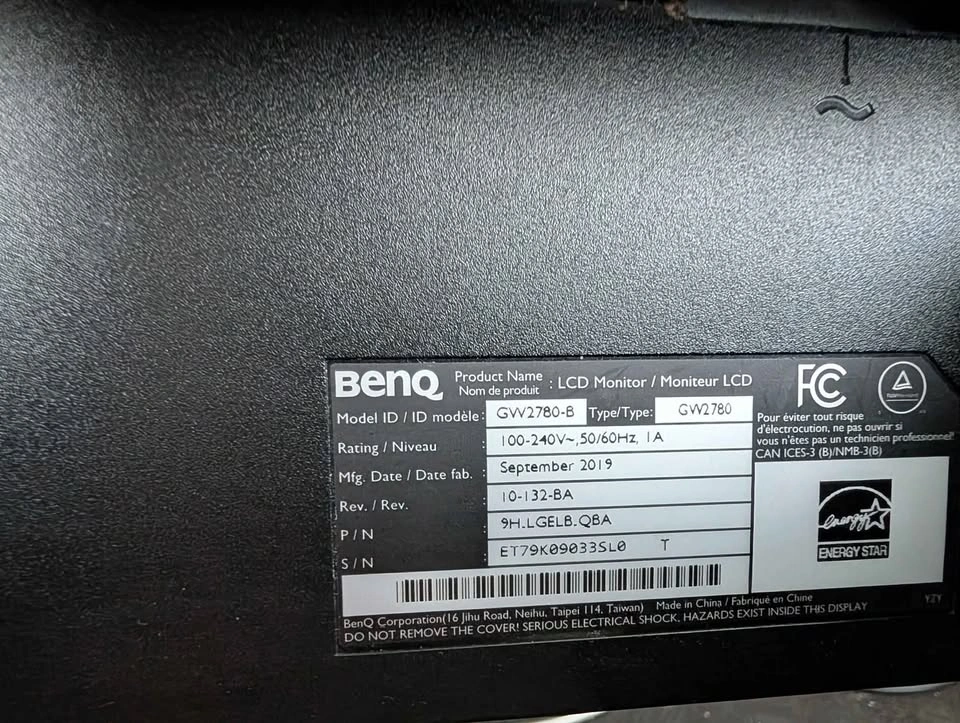 BenQ
Product Name
Nom de produit
: LCD Monitor / Moniteur LCD
Model ID / ID modèle : GW2780-B Type/Type: GW2780
Rating / Niveau : 100-240V~,50/60Hz, 1A
Mfg. Date / Date fab. : September 2019
Rev. / Rev. : 10-132-BA
P / N : 9H.LGELB.QBA
S / N : ET79K09033SL0 T
FC
Pour éviter tout risque
d'électrocution, ne pas ouvrir si
vous n'êtes pas un technicien professionnel!
CAN ICES-3 (B)/NMB-3(B)
energy
ENERGY STAR
BenQ Corporation(16 Jihu Road, Neihu, Taipei 114, Taiwan) Made in China / Fabriqué en Chine
DO NOT REMOVE THE COVER! SERIOUS ELECTRICAL SHOCK, HAZARDS EXIST INSIDE THIS DISPLAY
YZY